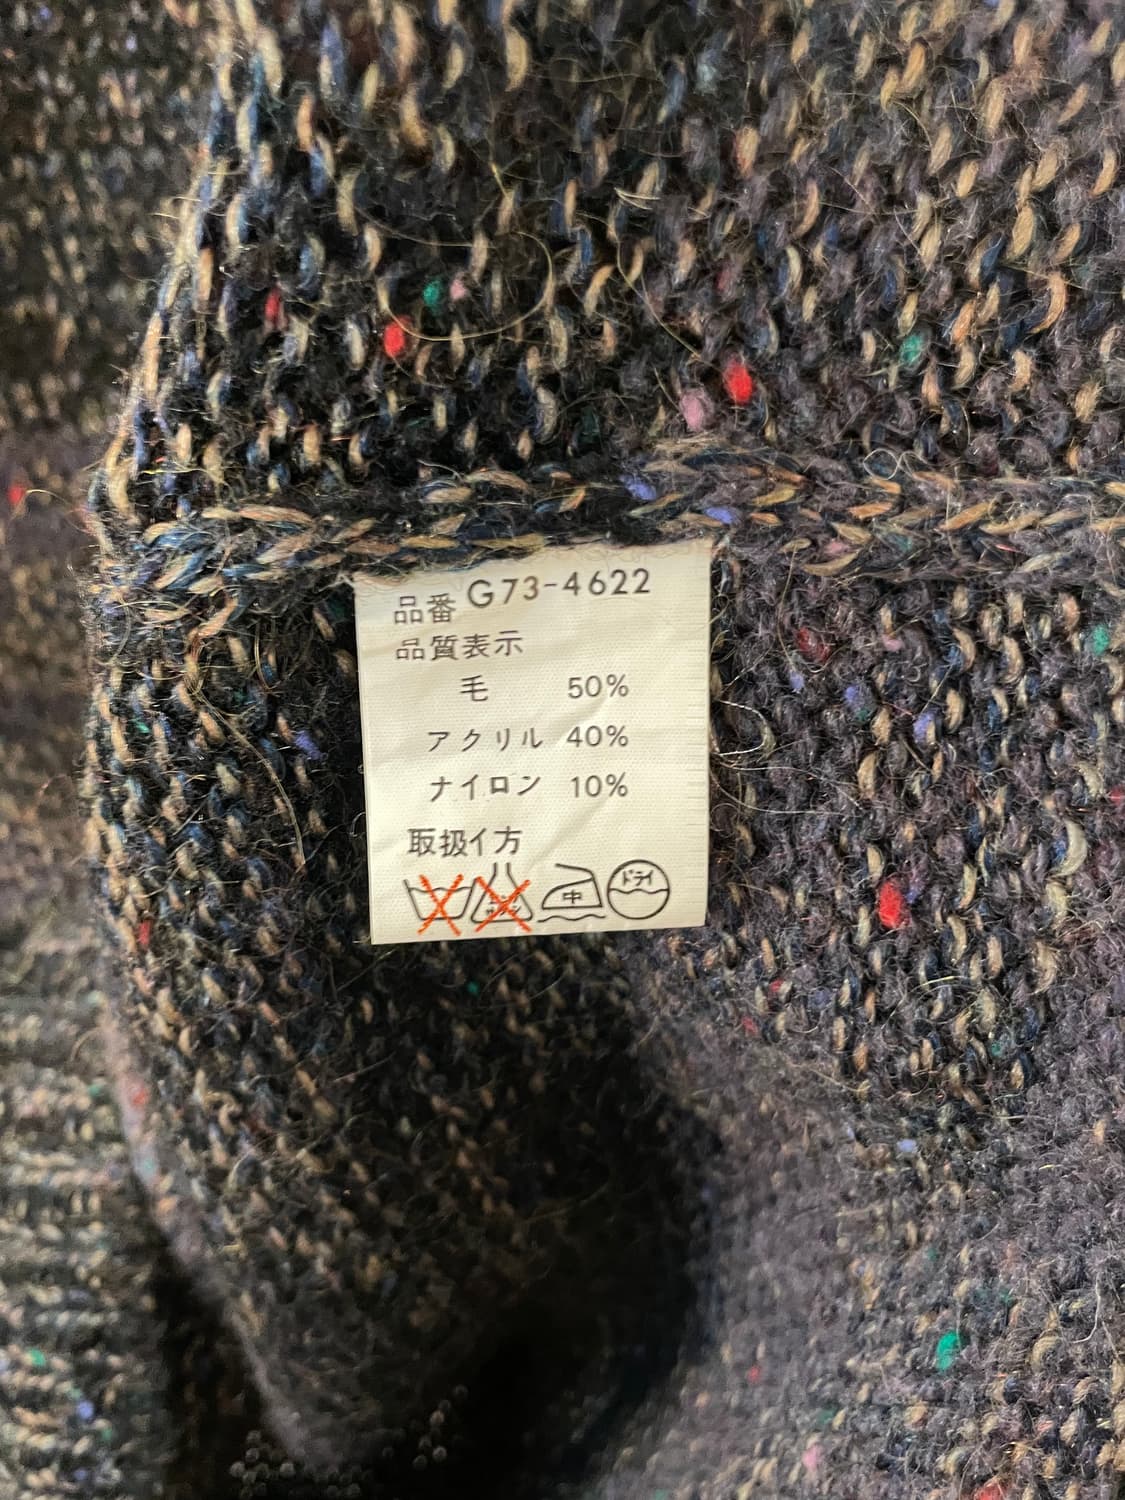 品番 G73-4622
品質表示
毛 50%
アクリル 40%
ナイロン 10%
取扱イ方
中 ドライ